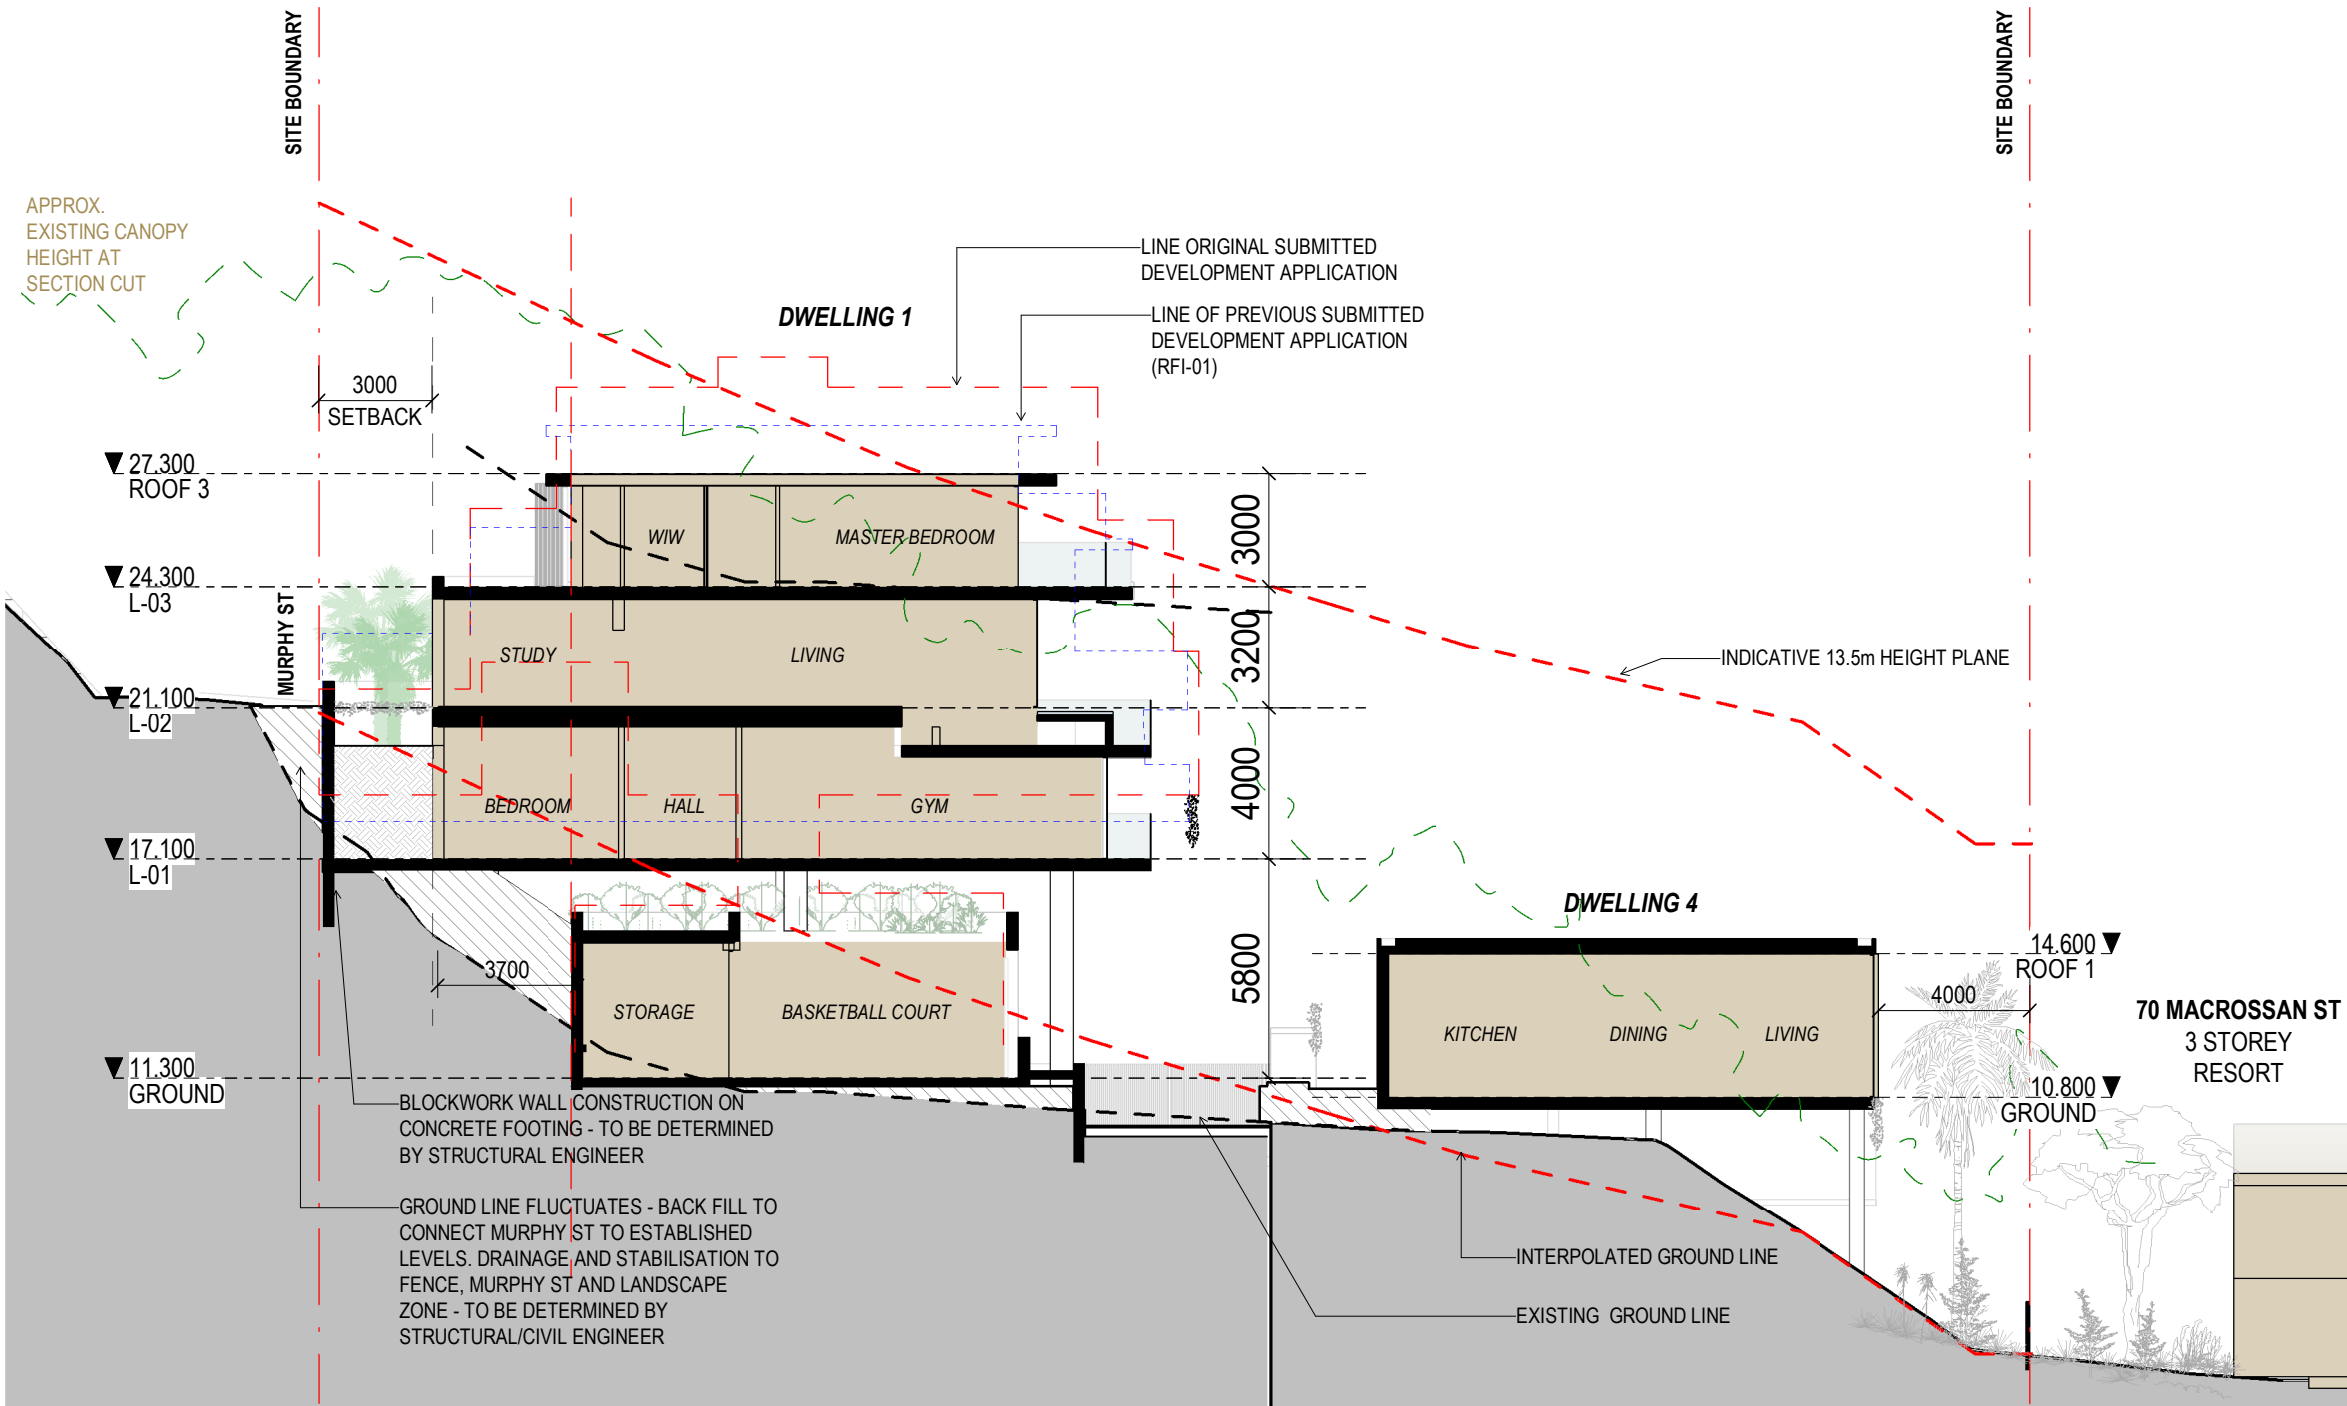 SITE BOUNDARY
SITE BOUNDARY
APPROX.
EXISTING CANOPY
HEIGHT AT
SECTION CUT
LINE ORIGINAL SUBMITTED
DEVELOPMENT APPLICATION
DWELLING 1
LINE OF PREVIOUS SUBMITTED
DEVELOPMENT APPLICATION
(RFI-01)
3000
SETBACK
27.300
ROOF 3
WIW
MASTER BEDROOM
3000
24.300
L-03
MURPHY ST
STUDY
LIVING
3200
INDICATIVE 13.5m HEIGHT PLANE
21.100
L-02
BEDROOM
HALL
GYM
4000
17.100
L-01
DWELLING 4
14.600
ROOF 1
3700
5800
4000
STORAGE
BASKETBALL COURT
KITCHEN
DINING
LIVING
70 MACROSSAN ST
3 STOREY
RESORT
11.300
GROUND
10.800
GROUND
BLOCKWORK WALL CONSTRUCTION ON
CONCRETE FOOTING - TO BE DETERMINED
BY STRUCTURAL ENGINEER
GROUND LINE FLUCTUATES - BACK FILL TO
CONNECT MURPHY ST TO ESTABLISHED
LEVELS. DRAINAGE AND STABILISATION TO
FENCE, MURPHY ST AND LANDSCAPE
ZONE - TO BE DETERMINED BY
STRUCTURAL/CIVIL ENGINEER
INTERPOLATED GROUND LINE
EXISTING GROUND LINE